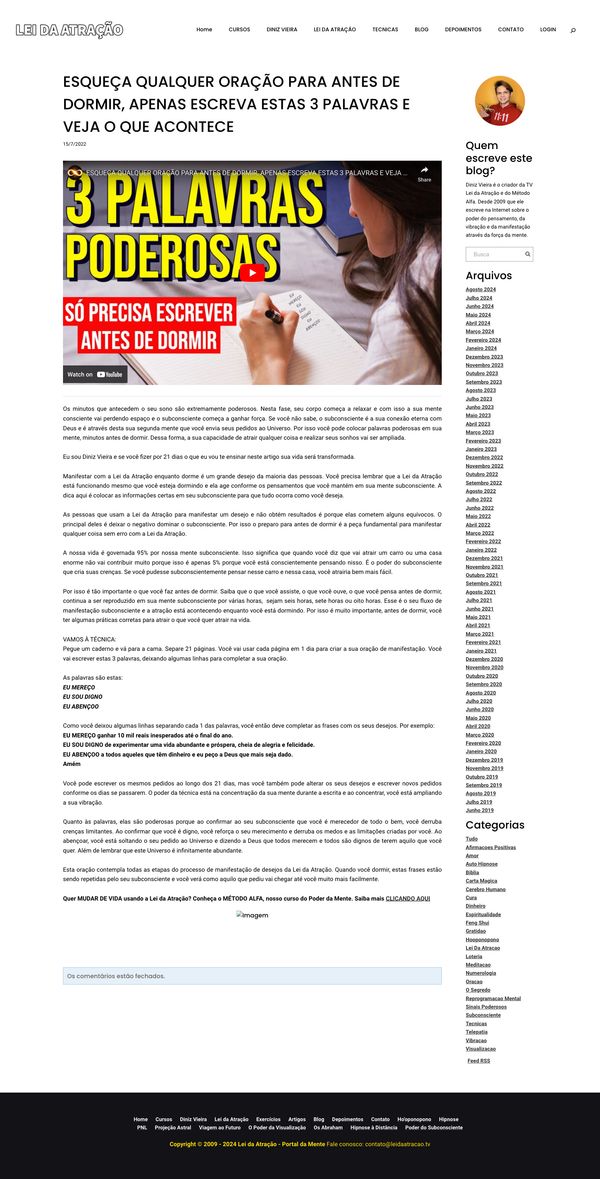 LEI DA ATRAÇÃO
Home CURSOS DINIZ VIEIRA LEI DA ATRAÇÃO TECNICAS BLOG DEPOIMENTOS CONTATO LOGIN
ESQUEÇA QUALQUER ORAÇÃO PARA ANTES DE
DORMIR, APENAS ESCREVA ESTAS 3 PALAVRAS E
VEJA O QUE ACONTECE
15/7/2022
ESQUEÇA QUALQUER ORAÇÃO PARA ANTES DE DORMIR, APENAS ESCREVA ESTAS 3 PALAVRAS E VEJA ...
Share
3 PALAVRAS
PODEROSAS
SÓ PRECISA ESCREVER
ANTES DE DORMIR
Watch on YouTube
Os minutos que antecedem o seu sono são extremamente poderosos. Nesta fase, seu corpo começa a relaxar e com isso a sua mente
consciente vai perdendo espaço e o subconsciente começa a ganhar força. Se você não sabe, o subconsciente é a sua conexão eterna com
Deus e é através desta sua segunda mente que você envia seus pedidos ao Universo. Por isso você pode colocar palavras poderosas em sua
mente, minutos antes de dormir. Dessa forma, a sua capacidade de atrair qualquer coisa e realizar seus sonhos vai ser ampliada.
Eu sou Diniz Vieira e se você fizer por 21 dias o que eu vou te ensinar neste artigo sua vida será transformada.
Manifestar com a Lei da Atração enquanto dorme é um grande desejo da maioria das pessoas. Você precisa lembrar que a Lei da Atração
está funcionando mesmo que você esteja dormindo e ela age conforme os pensamentos que você mantém em sua mente subconsciente. A
dica aqui é colocar as informações certas em seu subconsciente para que tudo ocorra como você deseja.
As pessoas que usam a Lei da Atração para manifestar um desejo e não obtém resultados é porque elas cometem alguns equívocos. O
principal deles é deixar o negativo dominar o subconsciente. Por isso o preparo para antes de dormir é a peça fundamental para manifestar
qualquer coisa sem erro com a Lei da Atração.
A nossa vida é governada 95% por nossa mente subconsciente. Isso significa que quando você diz que vai atrair um carro ou uma casa
enorme não vai contribuir muito porque isso é apenas 5% porque você está conscientemente pensando nisso. É o poder do subconsciente
que cria suas crenças. Se você pudesse subconscientemente pensar nesse carro e nessa casa, você atrairia bem mais fácil.
Por isso é tão importante o que você faz antes de dormir. Saiba que o que você assiste, o que você ouve, o que você pensa antes de dormir,
continua a ser reproduzido em sua mente subconsciente por várias horas, sejam seis horas, sete horas ou oito horas. Esse é o seu fluxo de
manifestação subconsciente e a atração está acontecendo enquanto você está dormindo. Por isso é muito importante, antes de dormir, você
ter algumas práticas corretas para atrair o que você quer atrair na vida.
VAMOS À TÉCNICA:
Pegue um caderno e vá para a cama. Separe 21 páginas. Você vai usar cada página em 1 dia para criar a sua oração de manifestação. Você
vai escrever estas 3 palavras, deixando algumas linhas para completar a sua oração.
As palavras são estas:
EU MEREÇO
EU SOU DIGNO
EU ABENÇOO
Como você deixou algumas linhas separando cada 1 das palavras, você então deve completar as frases com os seus desejos. Por exemplo:
EU MEREÇO ganhar 10 mil reais inesperados até o final do ano.
EU SOU DIGNO de experimentar uma vida abundante e próspera, cheia de alegria e felicidade.
EU ABENÇOO a todos aqueles que têm dinheiro e eu peço a Deus que mais seja dado.
Amém
Você pode escrever os mesmos pedidos ao longo dos 21 dias, mas você também pode alterar os seus desejos e escrever novos pedidos
conforme os dias se passarem. O poder da técnica está na concentração da sua mente durante a escrita e ao concentrar, você está ampliando
a sua vibração.
Quanto às palavras, elas são poderosas porque ao confirmar ao seu subconsciente que você é merecedor de todo o bem, você derruba
crenças limitantes. Ao confirmar que você é digno, você reforça o seu merecimento e derruba os medos e as limitações criadas por você. Ao
abençoar, você está soltando o seu pedido ao Universo e dizendo a Deus que todos merecem e todos são dignos de terem aquilo que você
quer. Além de lembrar que este Universo é infinitamente abundante.
Esta oração contempla todas as etapas do processo de manifestação de desejos da Lei da Atração. Quando você dormir, estas frases estão
sendo repetidas pelo seu subconsciente e você verá como aquilo que pediu vai chegar até você muito mais facilmente.
Quer MUDAR DE VIDA usando a Lei da Atração? Conheça o MÉTODO ALFA, nosso curso do Poder da Mente. Saiba mais CLICANDO AQUI
Imagem
Os comentários estão fechados.
11:11
Quem
escreve este
blog?
Diniz Vieira é o criador da TV
Lei da Atração e do Método
Alfa. Desde 2009 que ele
escreve na Internet sobre o
poder do pensamento, da
vibração e da manifestação
através da força da mente.
Busca
Arquivos
Agosto 2024
Julho 2024
Junho 2024
Maio 2024
Abril 2024
Março 2024
Fevereiro 2024
Janeiro 2024
Dezembro 2023
Novembro 2023
Outubro 2023
Setembro 2023
Agosto 2023
Julho 2023
Junho 2023
Maio 2023
Abril 2023
Março 2023
Fevereiro 2023
Janeiro 2023
Dezembro 2022
Novembro 2022
Outubro 2022
Setembro 2022
Agosto 2022
Julho 2022
Junho 2022
Maio 2022
Abril 2022
Março 2022
Fevereiro 2022
Janeiro 2022
Dezembro 2021
Novembro 2021
Outubro 2021
Setembro 2021
Agosto 2021
Julho 2021
Junho 2021
Maio 2021
Abril 2021
Março 2021
Fevereiro 2021
Janeiro 2021
Dezembro 2020
Novembro 2020
Outubro 2020
Setembro 2020
Agosto 2020
Julho 2020
Junho 2020
Maio 2020
Abril 2020
Março 2020
Fevereiro 2020
Janeiro 2020
Dezembro 2019
Novembro 2019
Outubro 2019
Setembro 2019
Agosto 2019
Julho 2019
Junho 2019
Categorias
Tudo
Afirmacoes Positivas
Amor
Auto Hipnose
Biblia
Carta Magica
Cerebro Humano
Cura
Dinheiro
Espiritualidade
Feng Shui
Gratidao
Hooponopono
Lei Da Atracao
Loteria
Meditacao
Numerologia
Oracao
O Segredo
Reprogramacao Mental
Sinais Poderosos
Subconsciente
Tecnicas
Telepatia
Vibracao
Visualizacao
Feed RSS
Home Cursos Diniz Vieira Lei da Atração Exercícios Artigos Blog Depoimentos Contato Ho'oponopono Hipnose
PNL Projeção Astral Viagem ao Futuro O Poder da Visualização Os Abraham Hipnose à Distância Poder do Subconsciente
Copyright © 2009 - 2024 Lei da Atração - Portal da Mente Fale conosco: contato@leidaatracao.tv